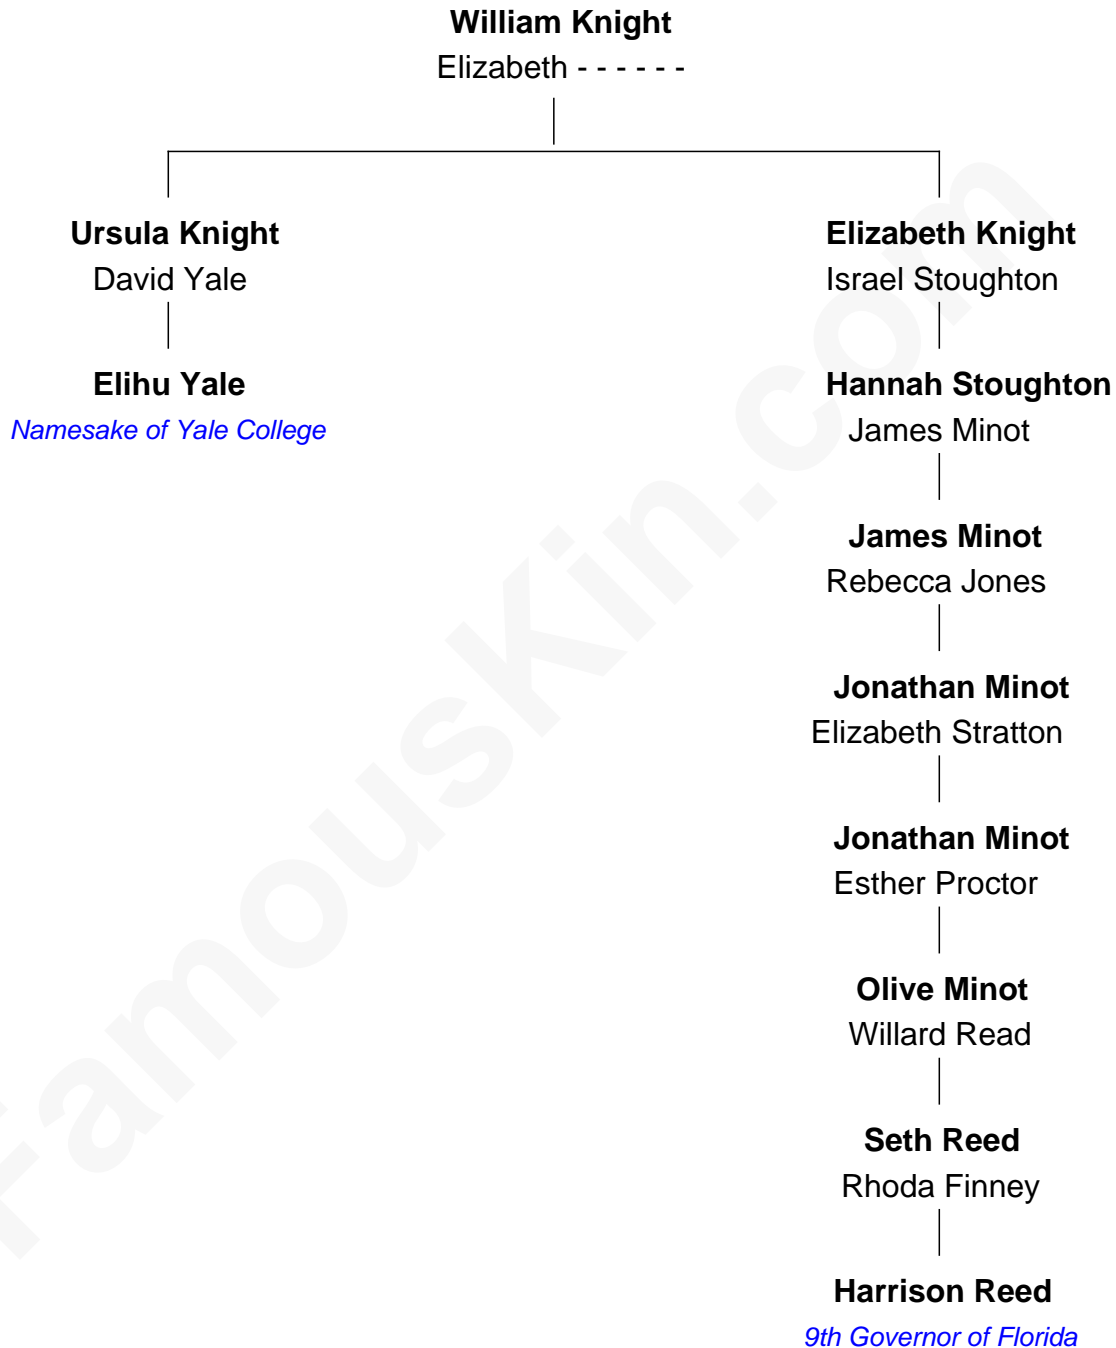 William Knight
Elizabeth - - - - - -
Ursula Knight
David Yale
Elihu Yale
Namesake of Yale College
Elizabeth Knight
Israel Stoughton
Hannah Stoughton
James Minot
James Minot
Rebecca Jones
Jonathan Minot
Elizabeth Stratton
Jonathan Minot
Esther Proctor
Olive Minot
Willard Read
Seth Reed
Rhoda Finney
Harrison Reed
9th Governor of Florida
FamousKin.com